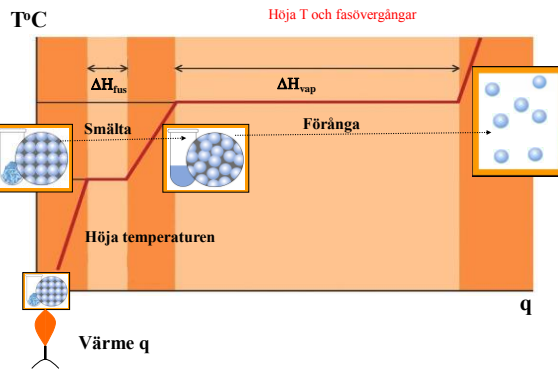 Höja T och fasövergångar
T°C
ΔHfus
ΔHvap
Smälta
Förånga
Höja temperaturen
q
Värme q